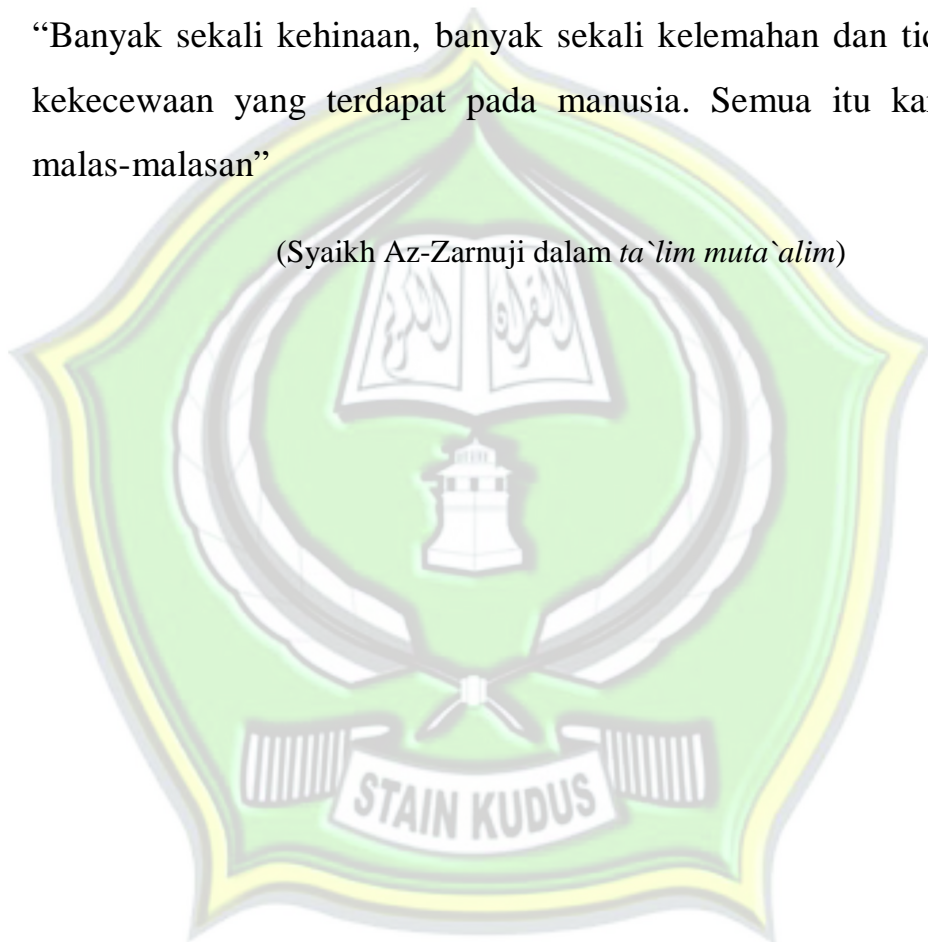 “Banyak sekali kehinaan, banyak sekali kelemahan dan
kekecewaan yang terdapat pada manusia. Semua itu
malas-malasan”
(Syaikh Az-Zarnuji dalam ta`lim muta`alim)
STAIN KUDUS